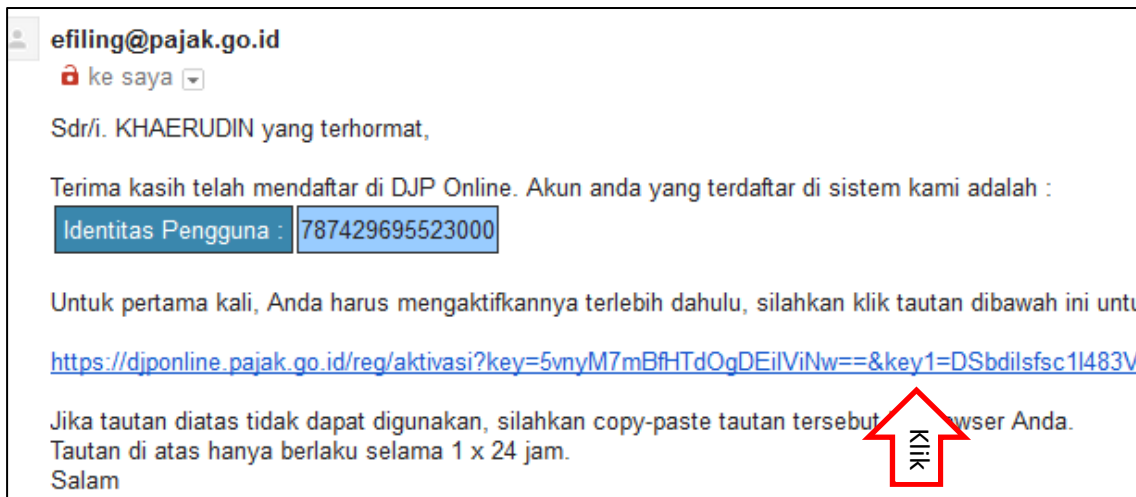 efiling@pajak.go.id
ke saya
Sdr/i. KHAERUDIN yang terhormat,
Terima kasih telah mendaftar di DJP Online. Akun anda yang terdaftar di sistem kami adalah :
Identitas Pengguna : 787429695523000
Untuk pertama kali, Anda harus mengaktifkannya terlebih dahulu, silahkan klik tautan dibawah ini
https://djponline.pajak.go.id/reg/aktivasi?key=5vnyM7mBfHTdOgDEilViNw==&key1=DSbdilsfsc1I483V
Jika tautan diatas tidak dapat digunakan, silahkan copy-paste tautan tersebut Anda.
Klik
Tautan di atas hanya berlaku selama 1 x 24 jam.
Salam